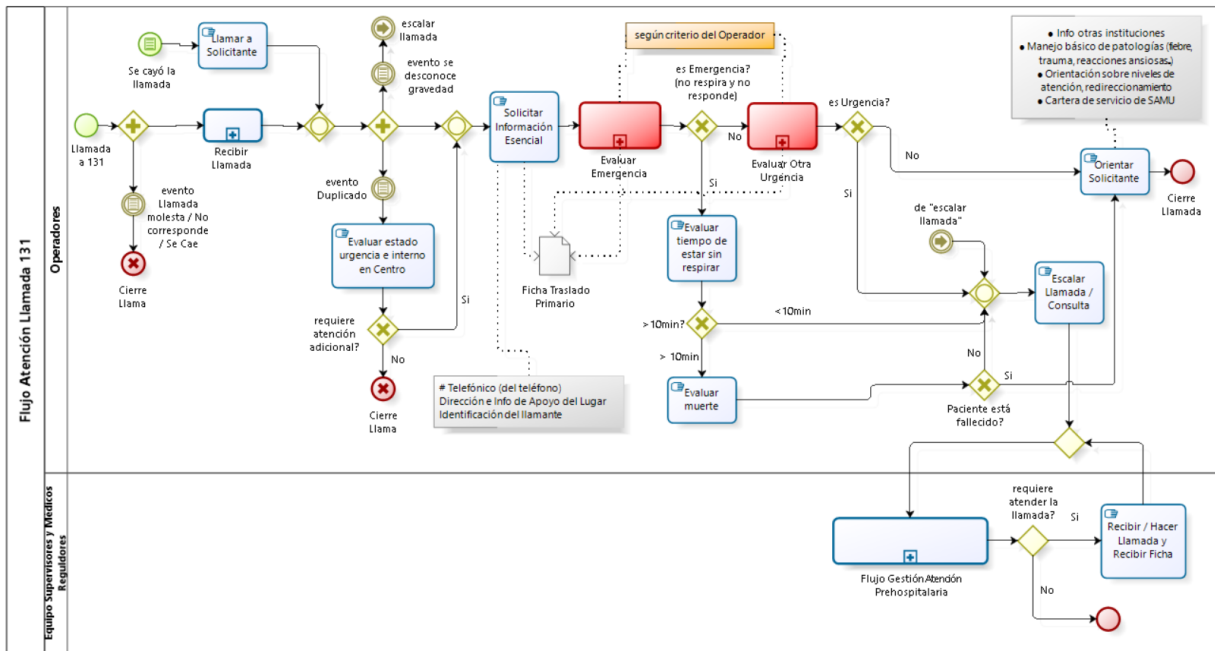 Flujo Atención Llamada 131
Operadores
Equipo Supervisores y Médicos
Reguldores
Llamada
a 131
Se cayó la
llamada
Llamar a
Solicitante
Recibir
Llamada
evento
Llamada
molesta / No
corresponde
/ Se Cae
Cierre
Llama
escalar
llamada
evento se
desconoce
gravedad
evento
Duplicado
Evaluar estado
urgencia e interno
en Centro
requiere
atención
adicional?
Si
No
Cierre
Llama
Solicitar
Información
Esencial
# Telefónico (del teléfono)
Dirección e Info de Apoyo del Lugar
Identificación del llamante
según criterio del Operador
Evaluar
Emergencia
Ficha Traslado
Primario
es Emergencia?
(no respira y no
responde)
No
Si
Evaluar Otra
Urgencia
es Urgencia?
No
Si
Evaluar
tiempo de
estar sin
respirar
>10min?
<10min
> 10min
Evaluar
muerte
Paciente está
fallecido?
No
Si
de "escalar
llamada"
Escalar
Llamada /
Consulta
● Info otras instituciones
● Manejo básico de patologías (fiebre,
trauma, reacciones ansiosas..)
● Orientación sobre niveles de
atención, redireccionamiento
● Cartera de servicio de SAMU
Orientar
Solicitante
Cierre
Llamada
Flujo Gestión Atención
Prehospitalaria
requiere
atender la
llamada?
Si
No
Recibir / Hacer
Llamada y
Recibir Ficha